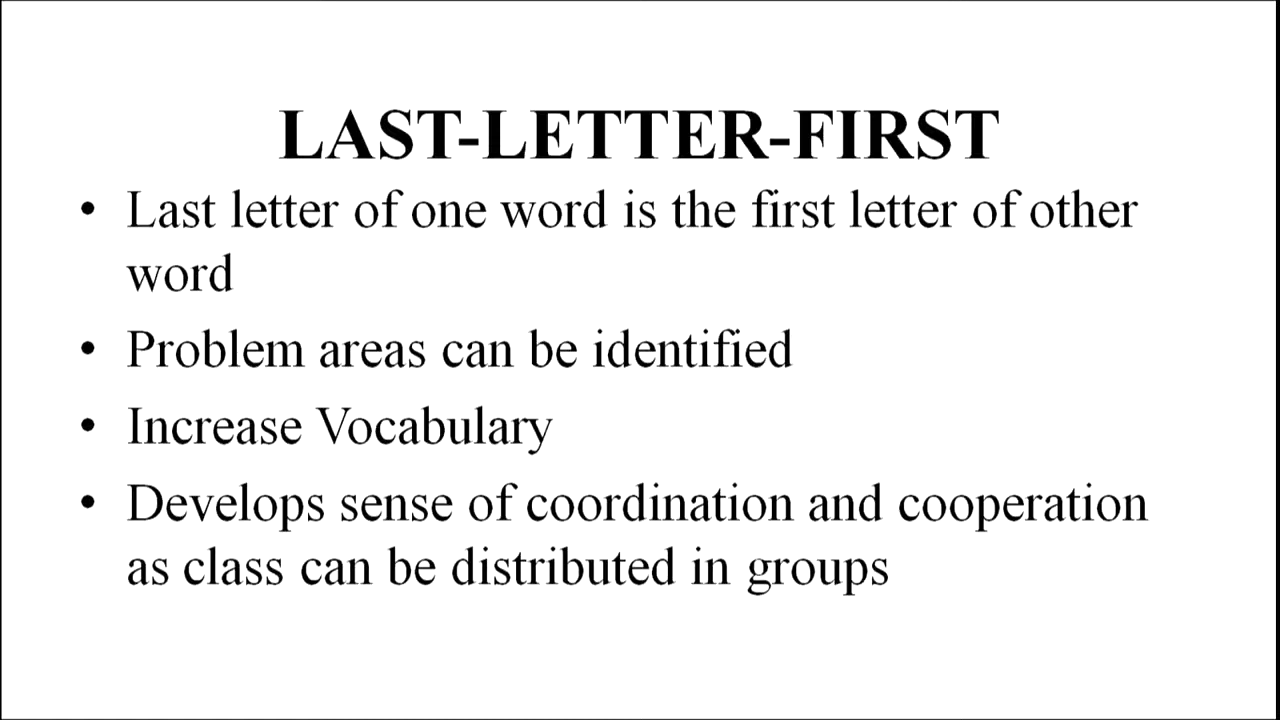 LAST-LETTER-FIRST
• Last letter of one word is the first letter of other
word
• Problem areas can be identified
• Increase Vocabulary
• Develops sense of coordination and cooperation
as class can be distributed in groups